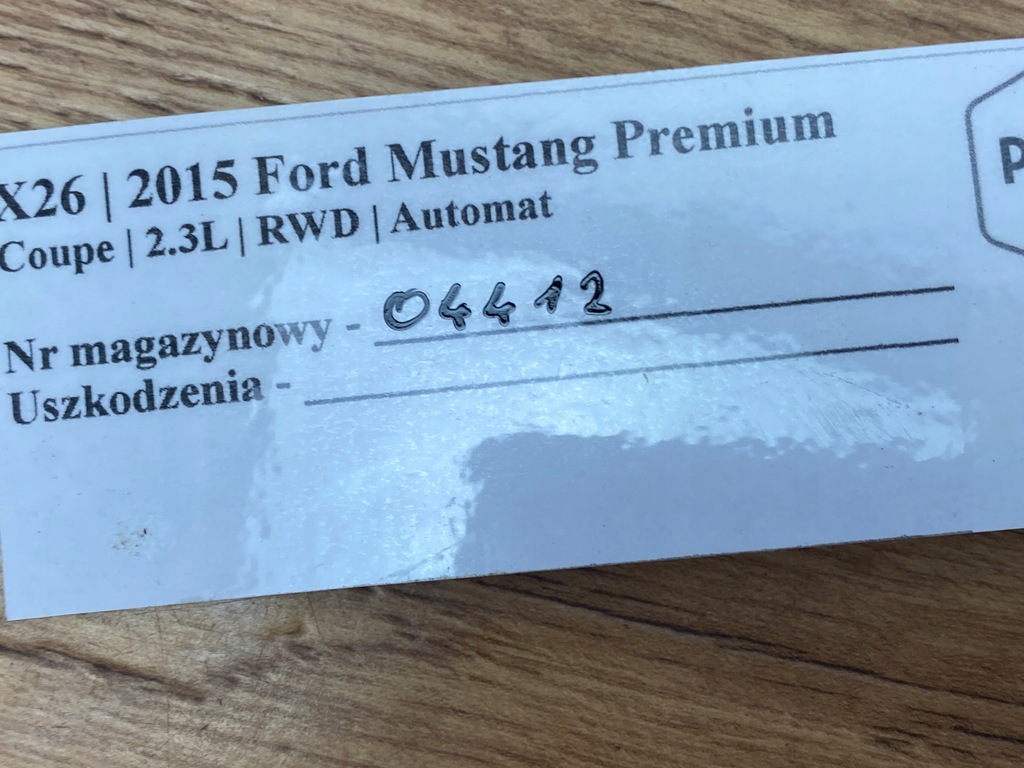 X26 | 2015 Ford Mustang Premium
Coupe | 2.3L | RWD | Automat
Nr magazynowy - 04412
Uszkodzenia -
P